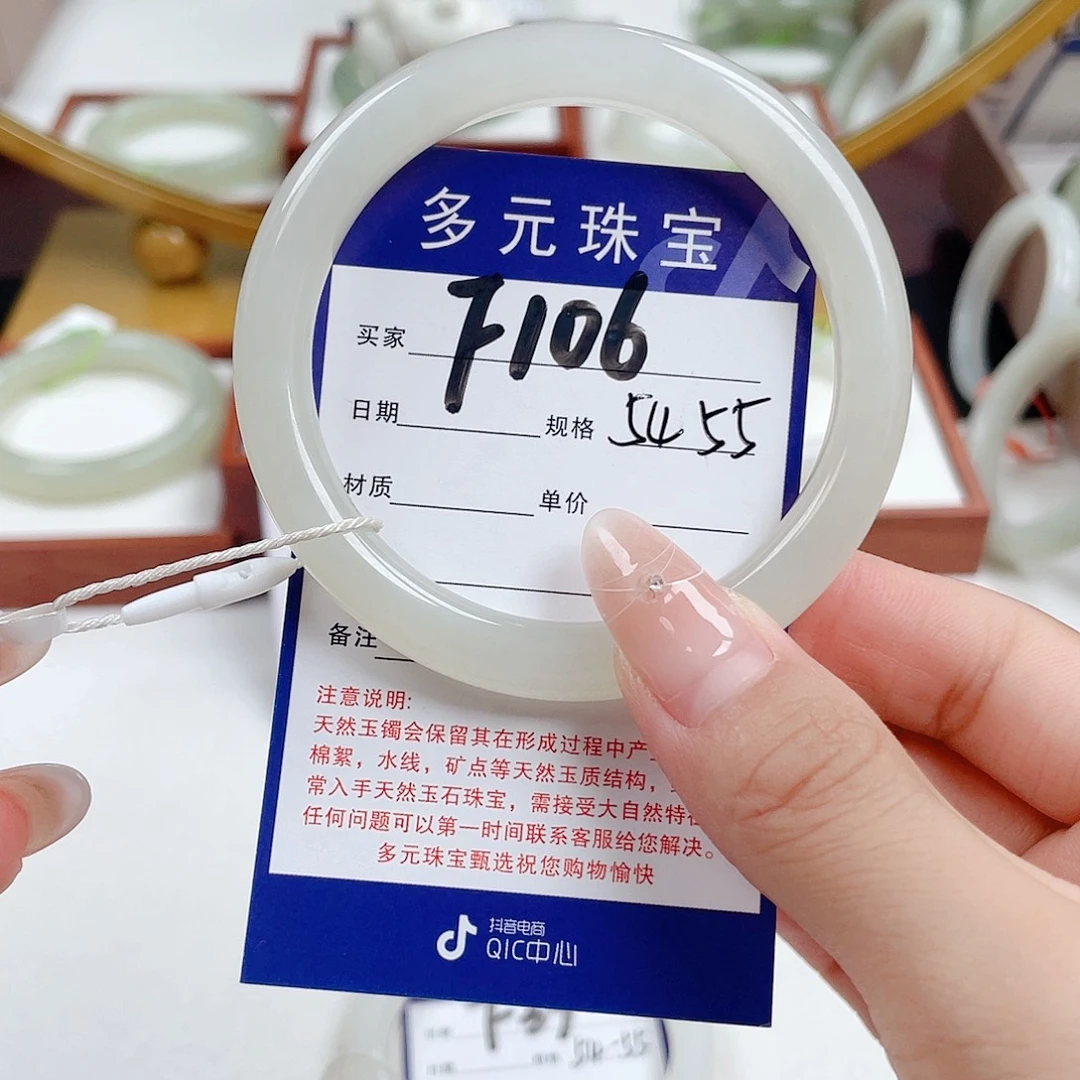 多元珠宝
买家 F106
日期 规格 54 55
材质 单价
备注
注意说明:
天然玉镯会保留其在形成过程中产
棉絮,水线,矿点等天然玉质结构,
常入手天然玉石珠宝,需接受大自然特
任何问题可以第一时间联系客服给您解决。
多元珠宝甄选祝您购物愉快
抖音电商
QIC中心
54-55